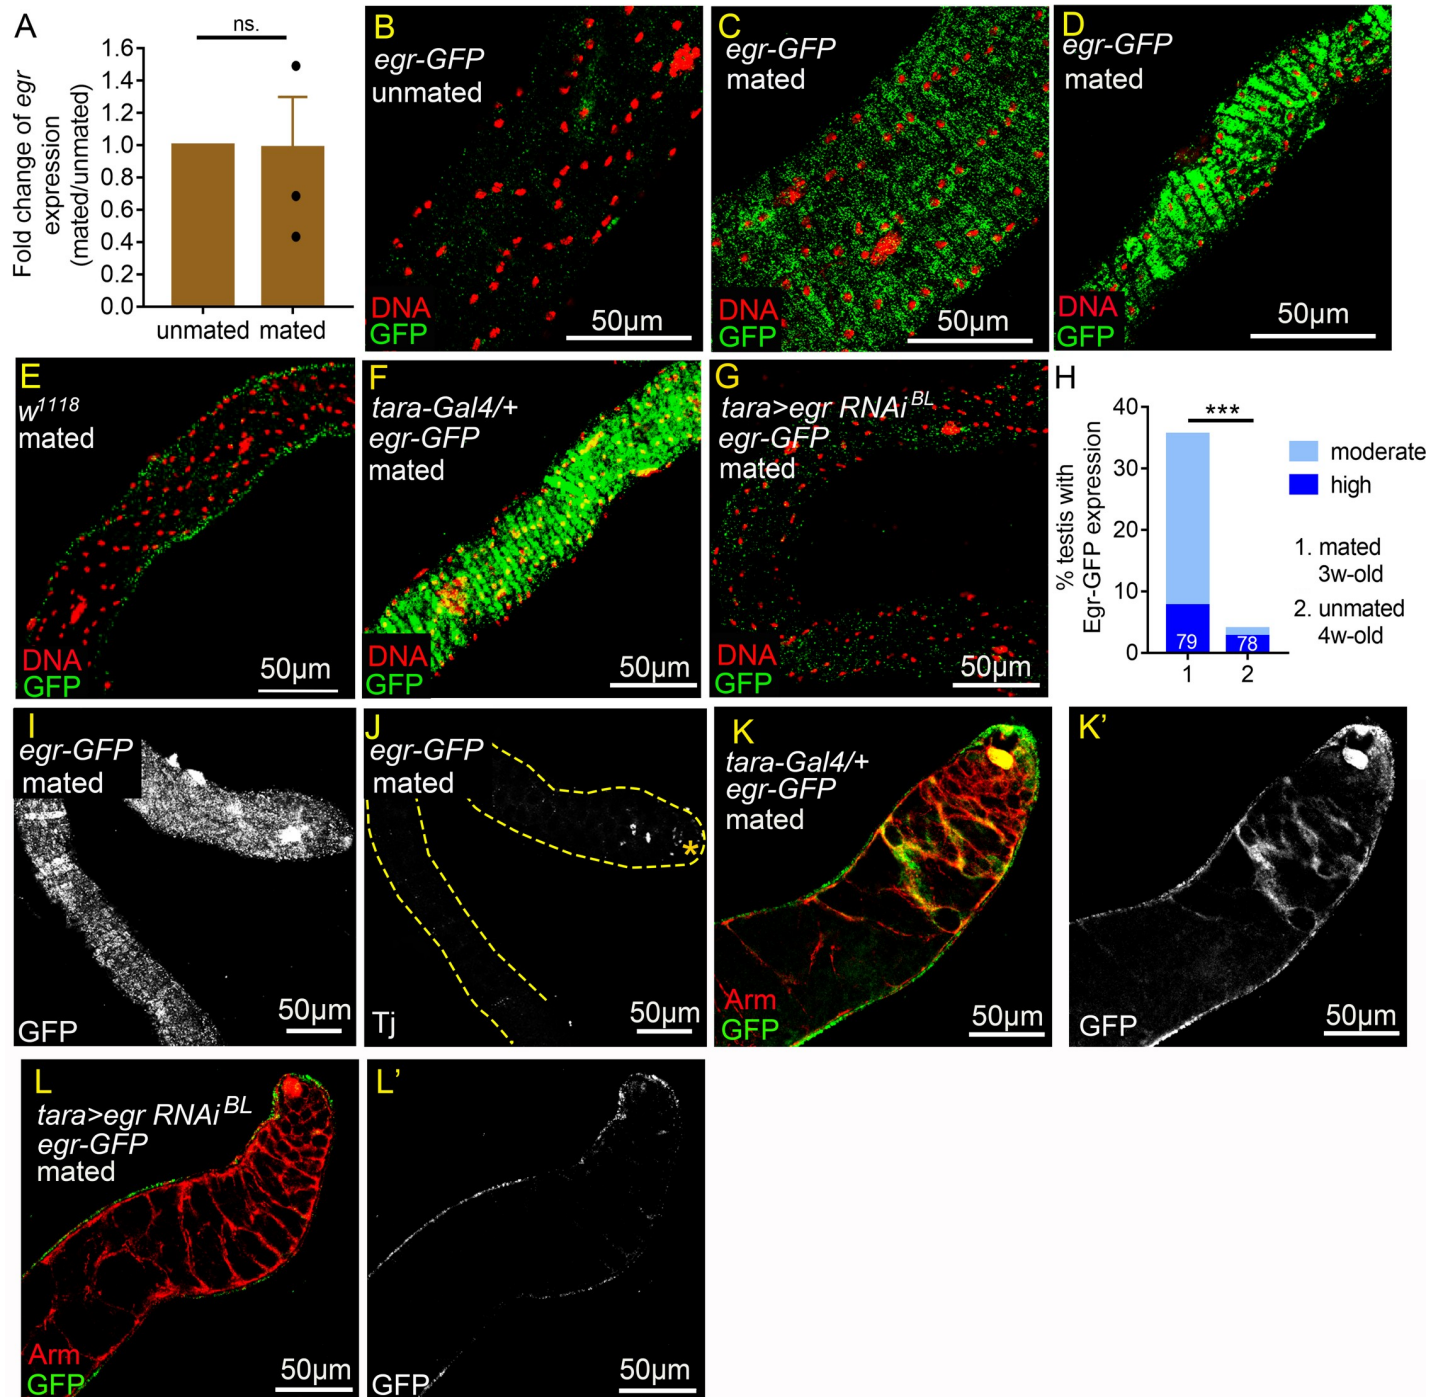 A
ns.
Fold change of egr
expression
(mated/unmated)
1.6
1.4
1.2
1.0
0.8
0.6
0.4
0.2
0.0
unmated
mated
B
egr-GFP
unmated
DNA
GFP
50μm
C
egr-GFP
mated
DNA
GFP
50μm
D
egr-GFP
mated
DNA
GFP
50μm
E
w1118
mated
DNA
GFP
50μm
F
tara-Gal4/+
egr-GFP
mated
DNA
GFP
50μm
G
tara>egr RNAi BL
egr-GFP
mated
DNA
GFP
50μm
H
% testis with
Egr-GFP expression
40
30
20
10
0
***
79
78
1
2
moderate
high
1. mated
3w-old
2. unmated
4w-old
I
egr-GFP
mated
GFP
50μm
J
egr-GFP
mated
*
Tj
50μm
K
tara-Gal4/+
egr-GFP
mated
Arm
GFP
50μm
K'
GFP
50μm
L
tara>egr RNAi BL
egr-GFP
mated
Arm
GFP
50μm
L'
GFP
50μm